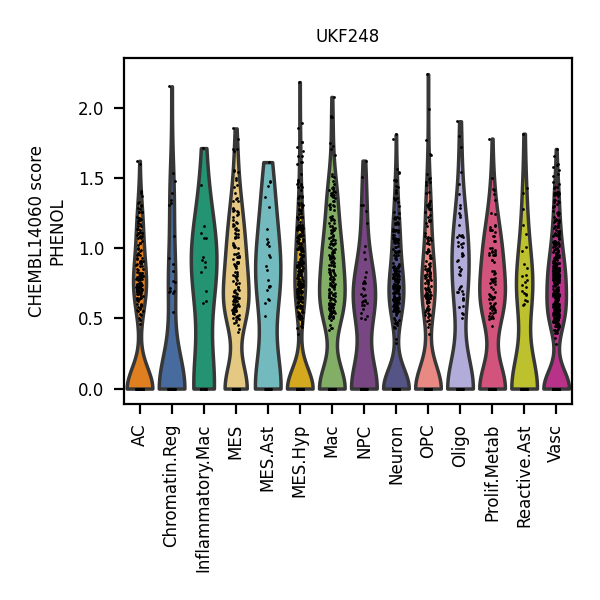 UKF248
CHEMBL14060 score
PHENOL
2.0
1.5
1.0
0.5
0.0
AC
Chromatin.Reg
Inflammatory.Mac
MES
MES.Ast
MES.Hyp
Mac
NPC
Neuron
OPC
Oligo
Prolif.Metab
Reactive.Ast
Vasc